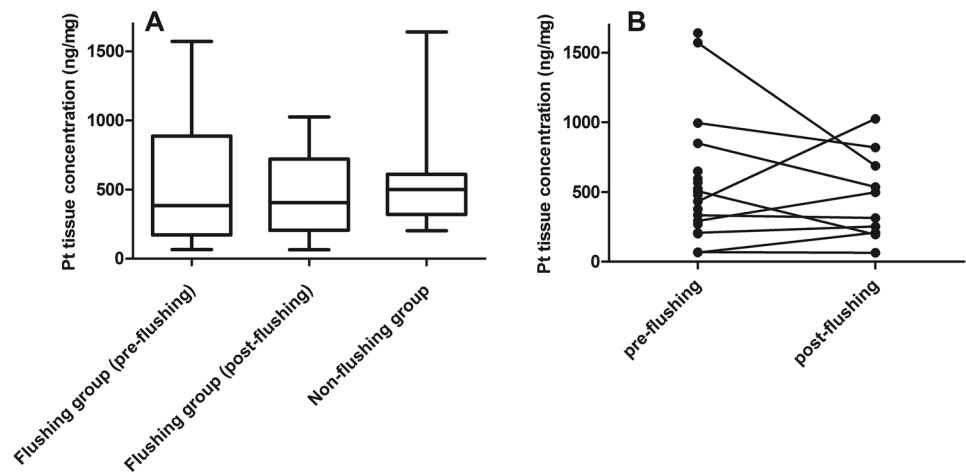 A
Pt tissue concentration (ng/mg)
1500
1000
500
0
Flushing group (pre-flushing)
Flushing group (post-flushing)
Non-flushing group
B
Pt tissue concentration (ng/mg)
1500
1000
500
0
pre-flushing
post-flushing